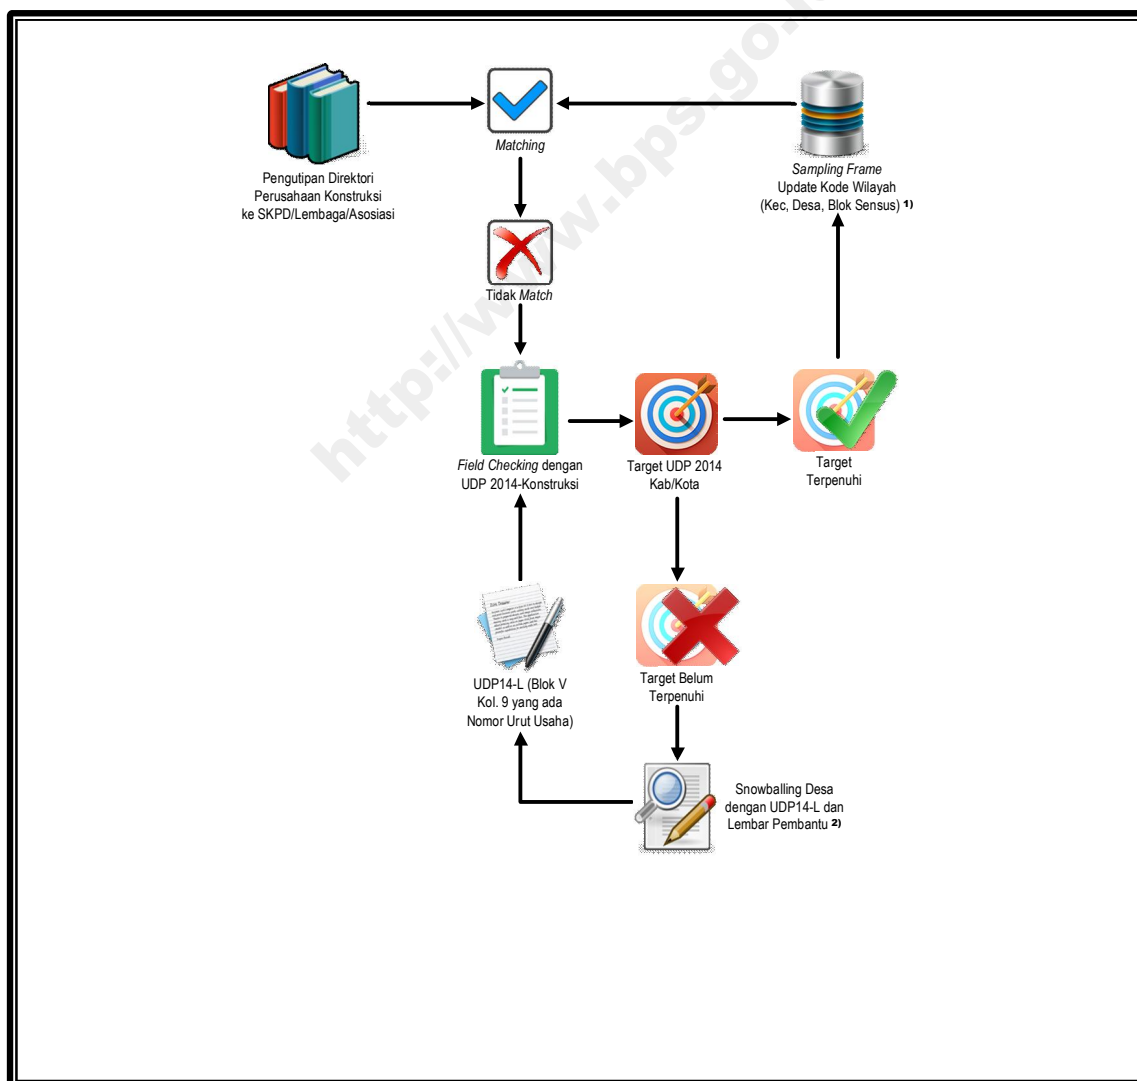 Pengutipan Direktori
Perusahaan Konstruksi
ke SKPD/Lembaga/Asosiasi
Matching
Sampling Frame
Update Kode Wilayah
(Kec, Desa, Blok Sensus) 1)
Tidak Match
Field Checking dengan
UDP 2014-Konstruksi
Target UDP 2014
Kab/Kota
Target
Terpenuhi
UDP14-L (Blok V
Kol. 9 yang ada
Nomor Urut Usaha)
Target Belum
Terpenuhi
Snowballing Desa
dengan UDP14-L dan
Lembar Pembantu 2)
http://www.bps.go.